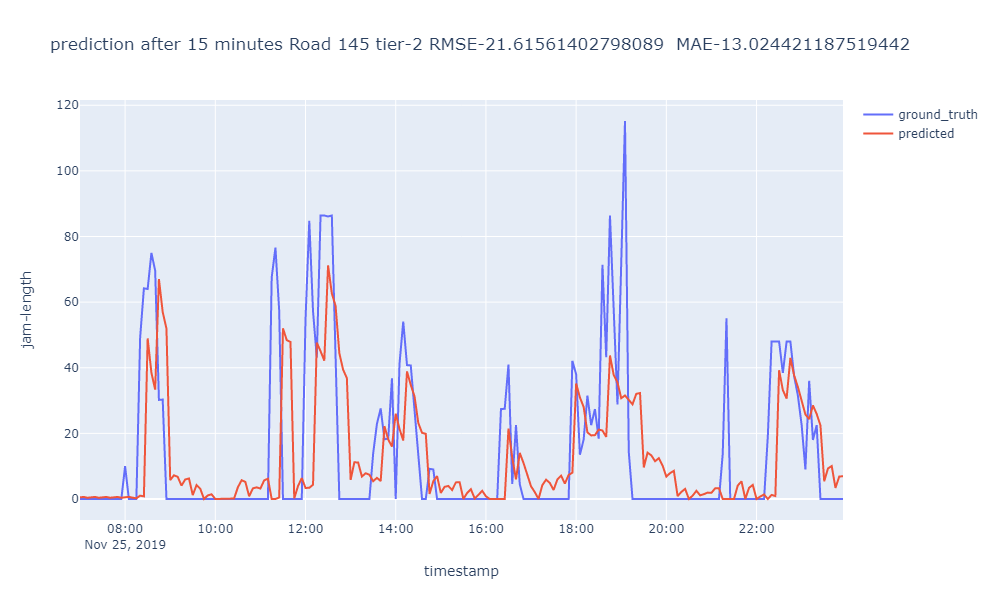 prediction after 15 minutes Road 145 tier-2 RMSE-21.61561402798089  MAE-13.024421187519442
ground_truth
predicted
jam-length
120
100
80
60
40
20
0
08:00 10:00 12:00 14:00 16:00 18:00 20:00 22:00
Nov 25, 2019
timestamp